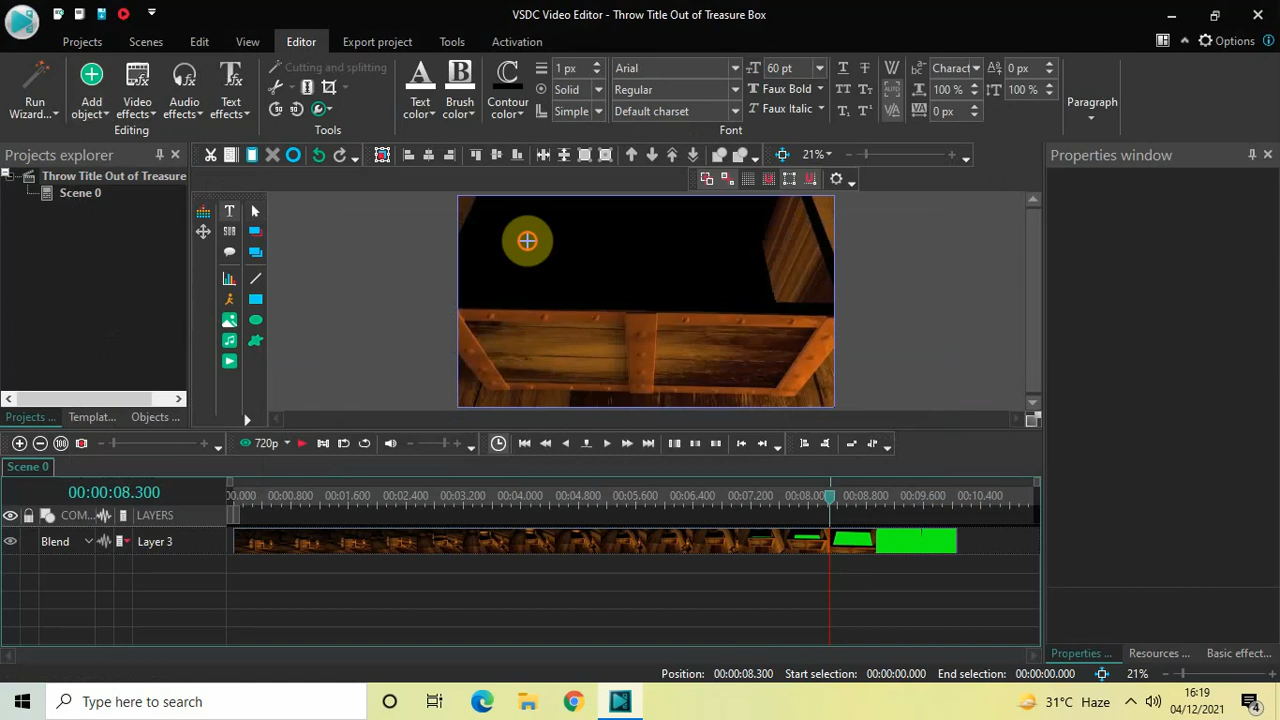 VSDC Video Editor - Throw Title Out of Treasure Box
Projects Scenes Edit View Editor Export project Tools Activation Options
Run Wizard...
Add object
Video effects
Audio effects
Text effects
Editing
Cutting and splitting
Tools
Text color
Brush color
Contour color
1 px
Solid
Simple
Arial
Regular
Default charset
60 pt
Faux Bold
Faux Italic
Font
Charact
100 %
0 px
0 px
100 %
Paragraph
Projects explorer
21%
Properties window
Throw Title Out of Treasure
Scene 0
Projects ... Templat... Objects ...
720p
Scene 0
00:00:08.300
0.000 00:00.800 00:01.600 00:02.400 00:03.200 00:04.000 00:04.800 00:05.600 00:06.400 00:07.200 00:08.000 00:08.800 00:09.600 00:10.400
COM... LAYERS
Blend Layer 3
Properties ... Resources ... Basic effect...
Position: 00:00:08.300 Start selection: 00:00:00.000 End selection: 00:00:00.000 21%
Type here to search
31°C Haze
16:19
04/12/2021
4